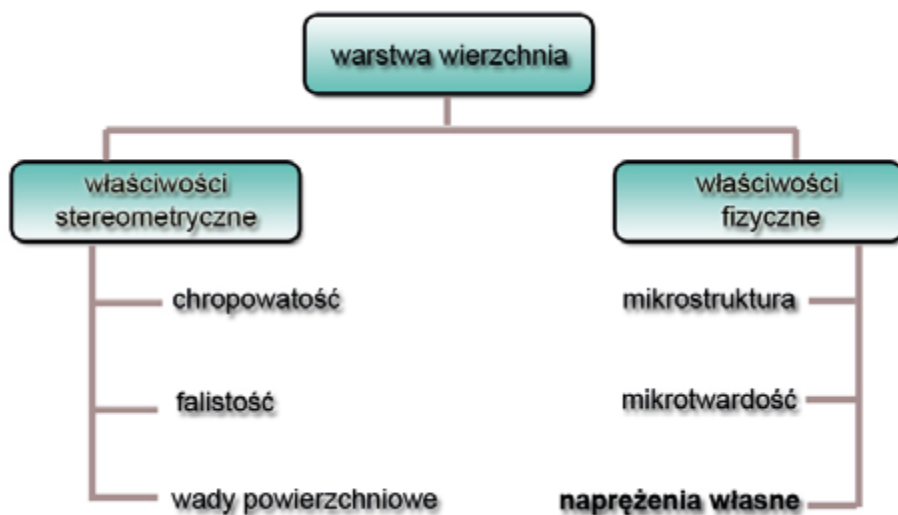 warstwa wierzchnia
właściwości
stereometryczne
chropowatość
falistość
wady powierzchniowe
właściwości
fizyczne
mikrostruktura
mikrotwardość
naprężenia własne